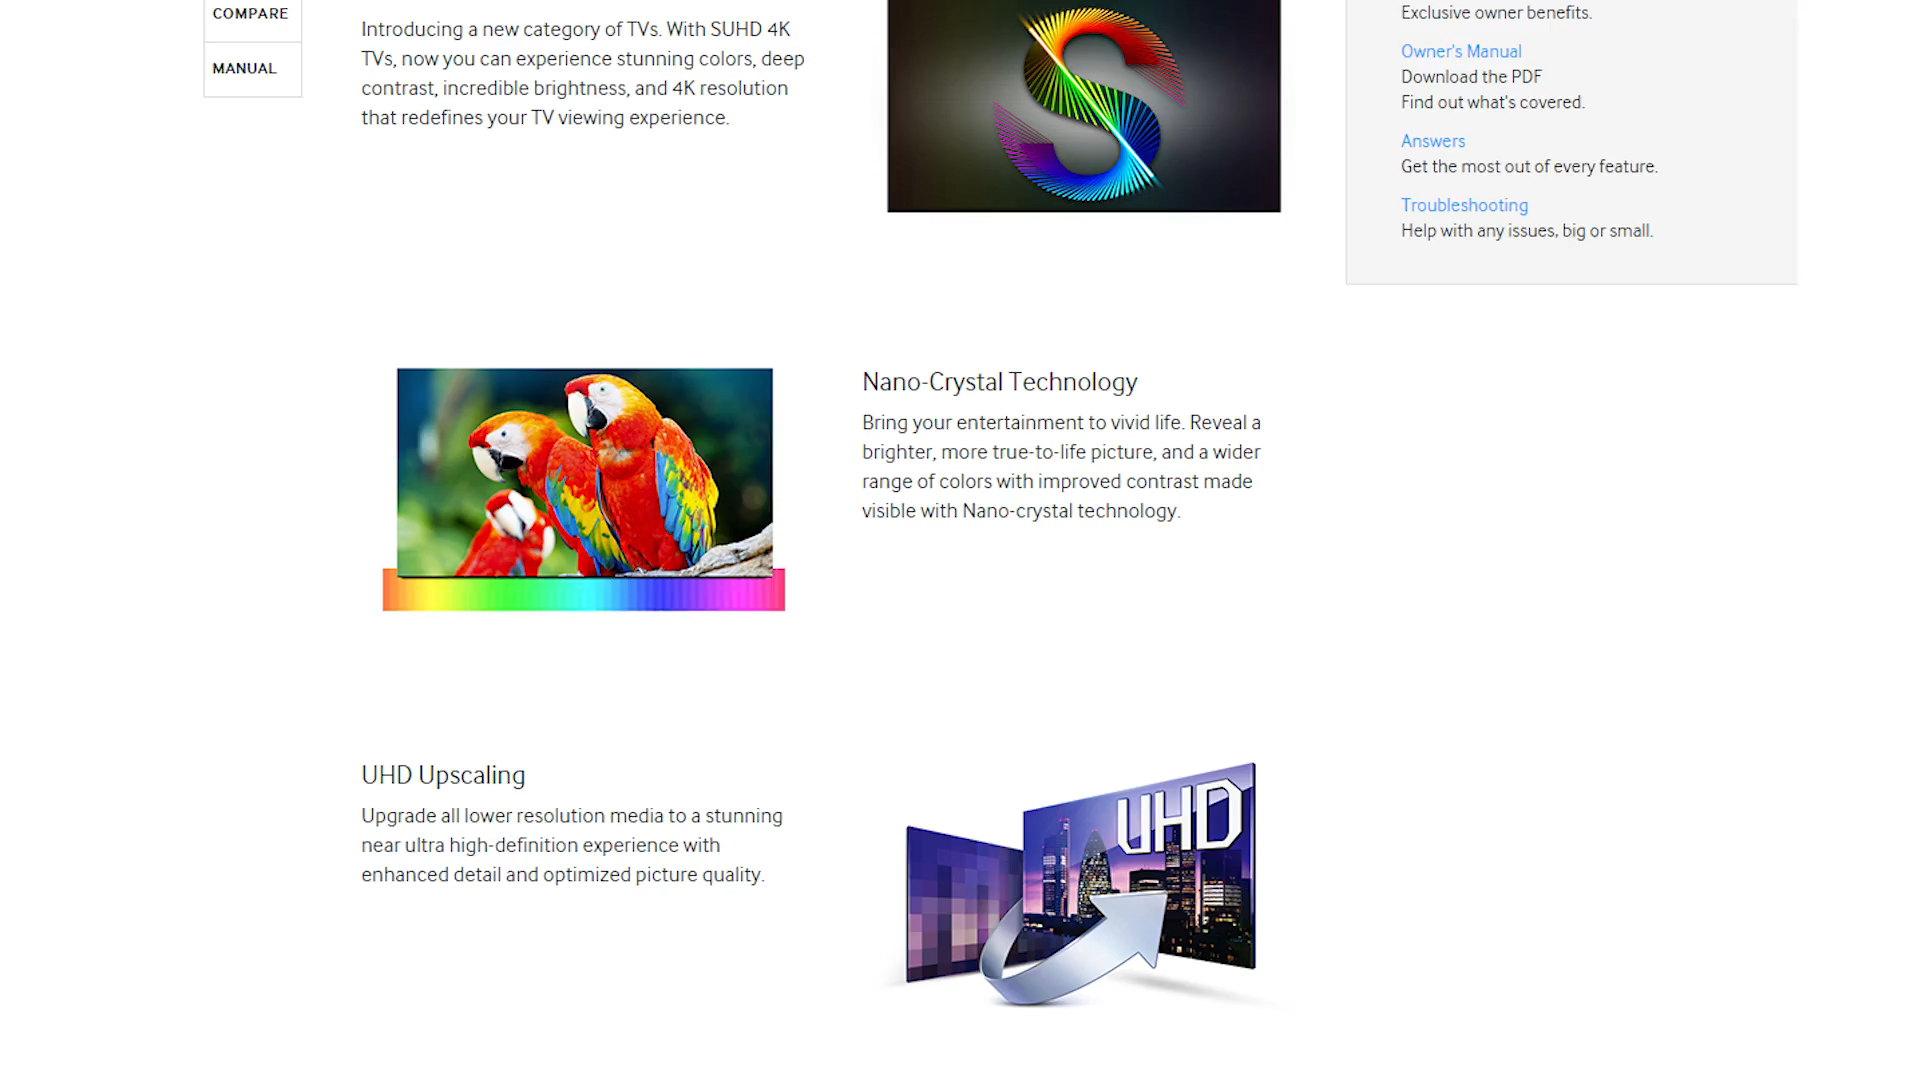 COMPARE
MANUAL
Introducing a new category of TVs. With SUHD 4K
TVs, now you can experience stunning colors, deep
contrast, incredible brightness, and 4K resolution
that redefines your TV viewing experience.
Exclusive owner benefits.
Owner's Manual
Download the PDF
Find out what's covered.
Answers
Get the most out of every feature.
Troubleshooting
Help with any issues, big or small.
Nano-Crystal Technology
Bring your entertainment to vivid life. Reveal a
brighter, more true-to-life picture, and a wider
range of colors with improved contrast made
visible with Nano-crystal technology.
UHD Upscaling
Upgrade all lower resolution media to a stunning
near ultra high-definition experience with
enhanced detail and optimized picture quality.
UHD